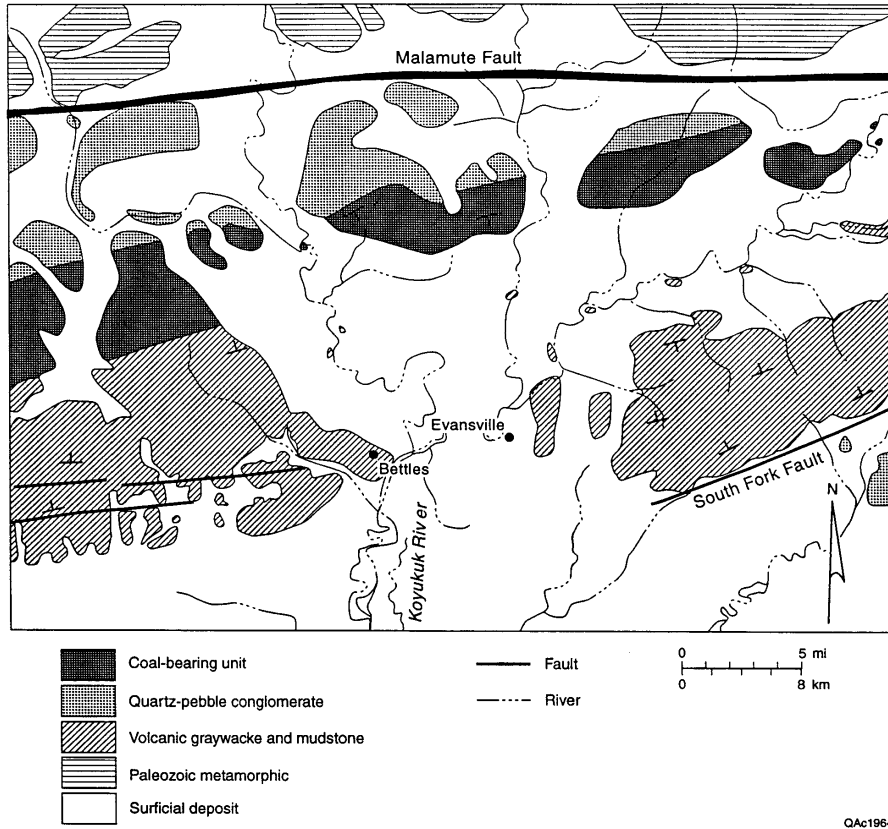 Malamute Fault
Evansville
Bettles
South Fork Fault
Koyukuk River
N
Coal-bearing unit
Quartz-pebble conglomerate
Volcanic graywacke and mudstone
Paleozoic metamorphic
Surficial deposit
Fault
River
0 5 mi
0 8 km